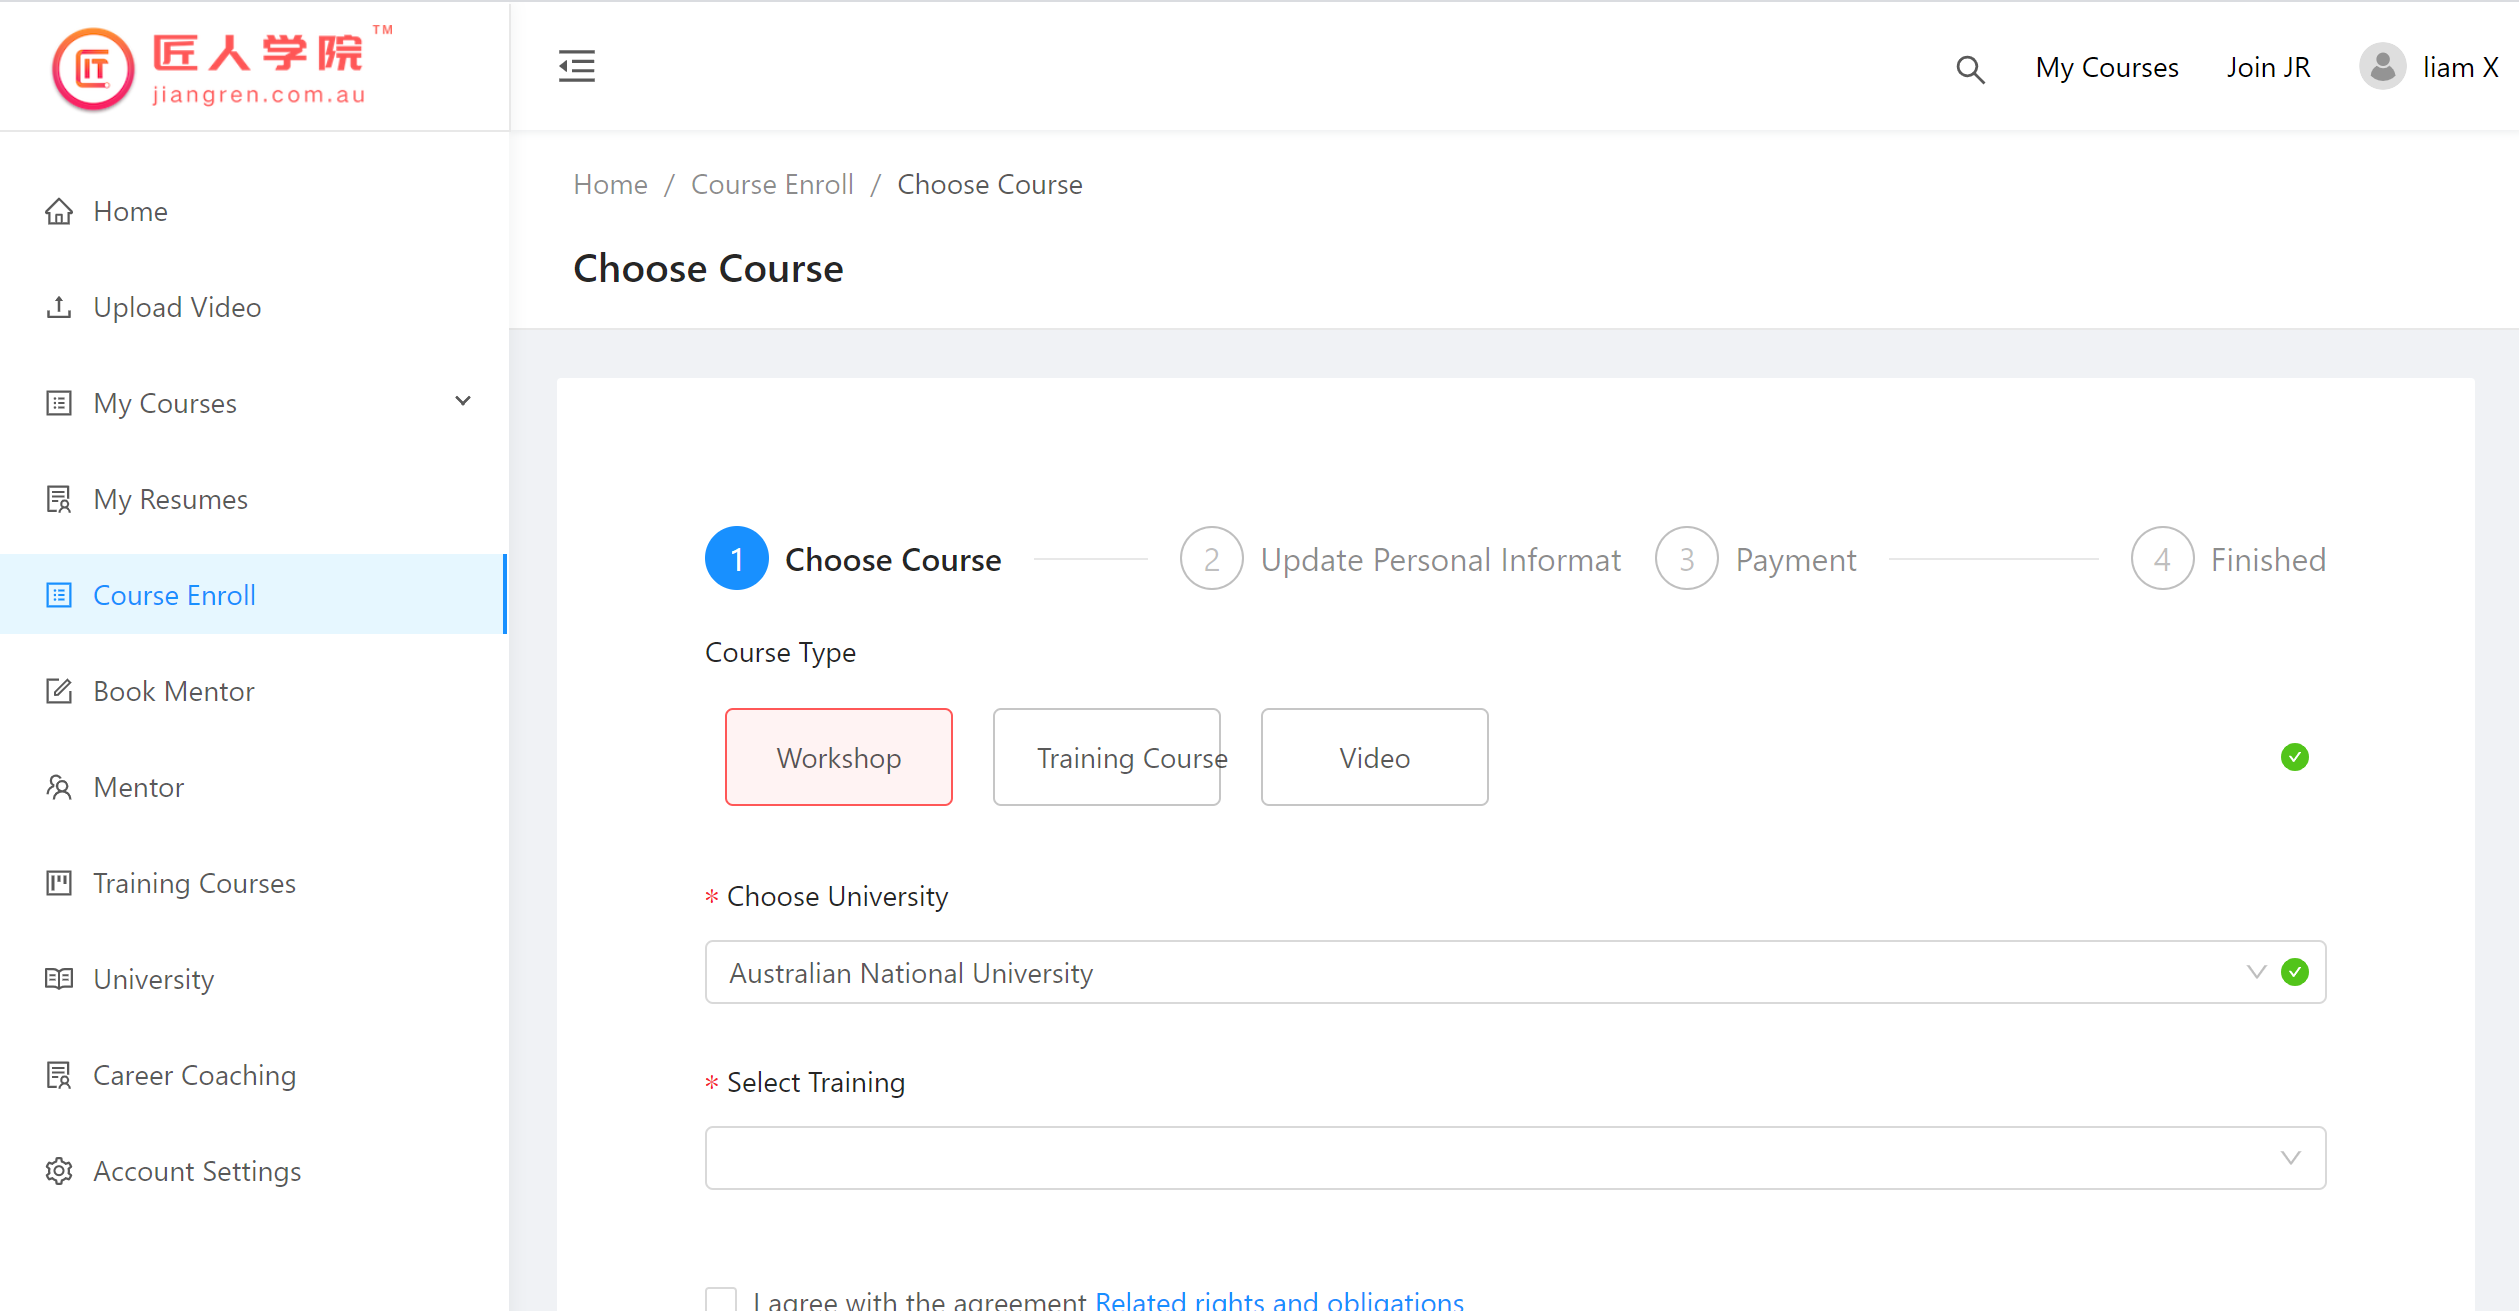 匠人学院 TM
jiangren.com.au
My Courses
Join JR
liam X
Home
Upload Video
My Courses
My Resumes
Course Enroll
Book Mentor
Mentor
Training Courses
University
Career Coaching
Account Settings
Home / Course Enroll / Choose Course
Choose Course
1 Choose Course
2 Update Personal Informat
3 Payment
4 Finished
Course Type
Workshop
Training Course
Video
* Choose University
Australian National University
* Select Training
I agree with the agreement Related rights and obligations